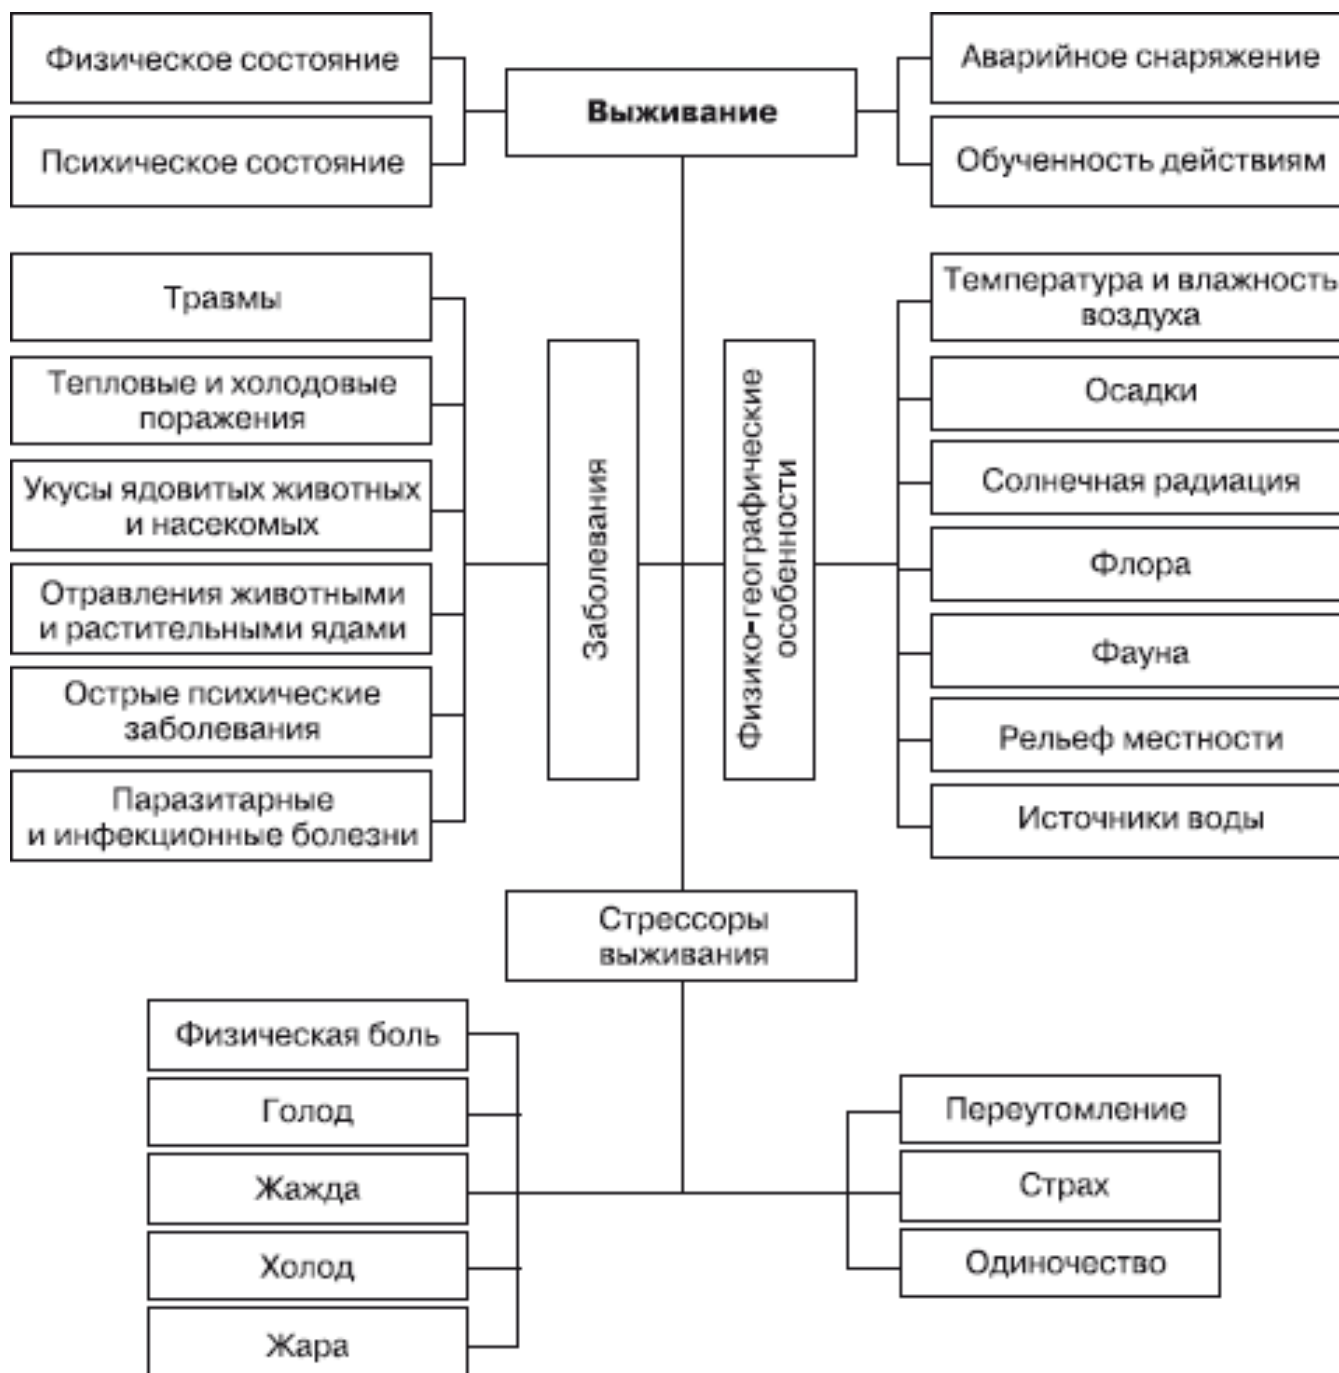 Физическое состояние
Психическое состояние
Выживание
Аварийное снаряжение
Обученность действиям
Травмы
Тепловые и холодовые
поражения
Укусы ядовитых животных
и насекомых
Отравления животными
и растительными ядами
Острые психические
заболевания
Паразитарные
и инфекционные болезни
Заболевания
Физико-географические
особенности
Температура и влажность
воздуха
Осадки
Солнечная радиация
Флора
Фауна
Рельеф местности
Источники воды
Стрессоры
выживания
Физическая боль
Голод
Жажда
Холод
Жара
Переутомление
Страх
Одиночество